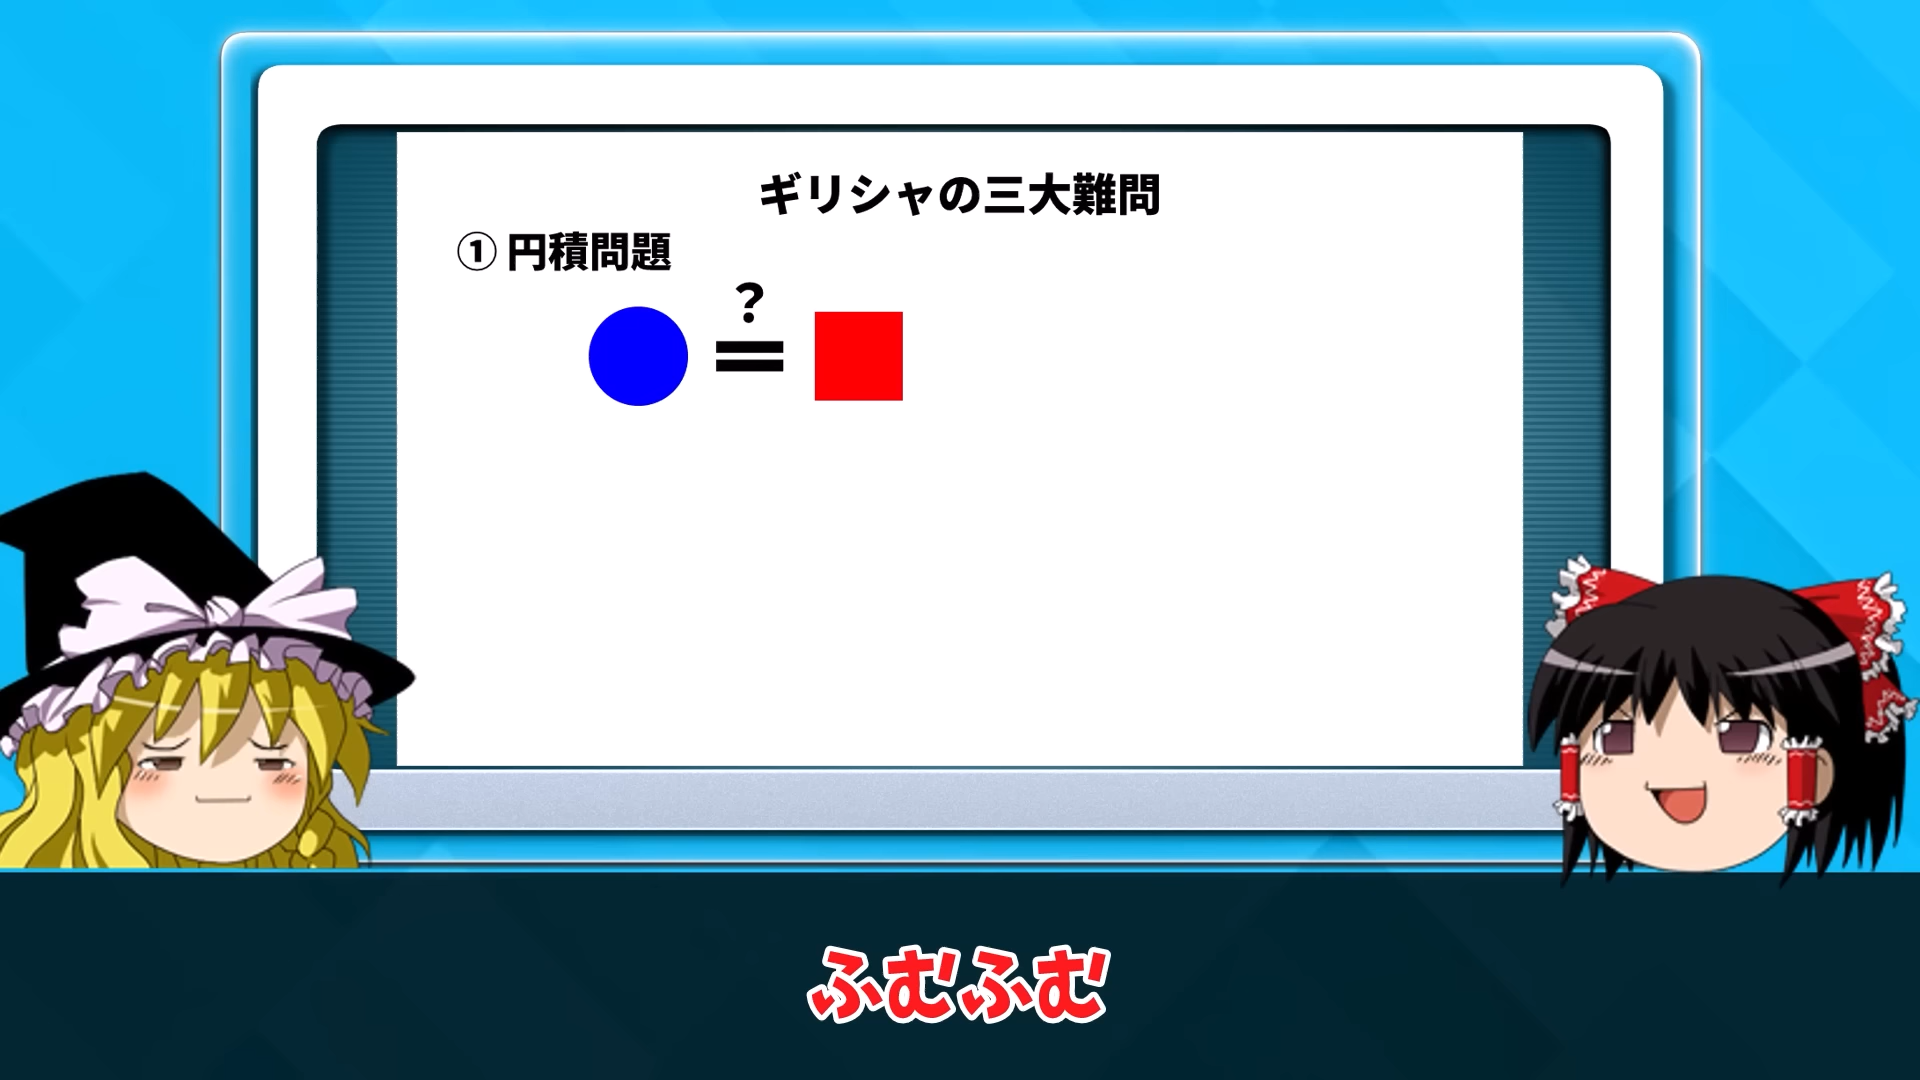 ギリシャの三大難問
① 円積問題
?
=
ふむふむ